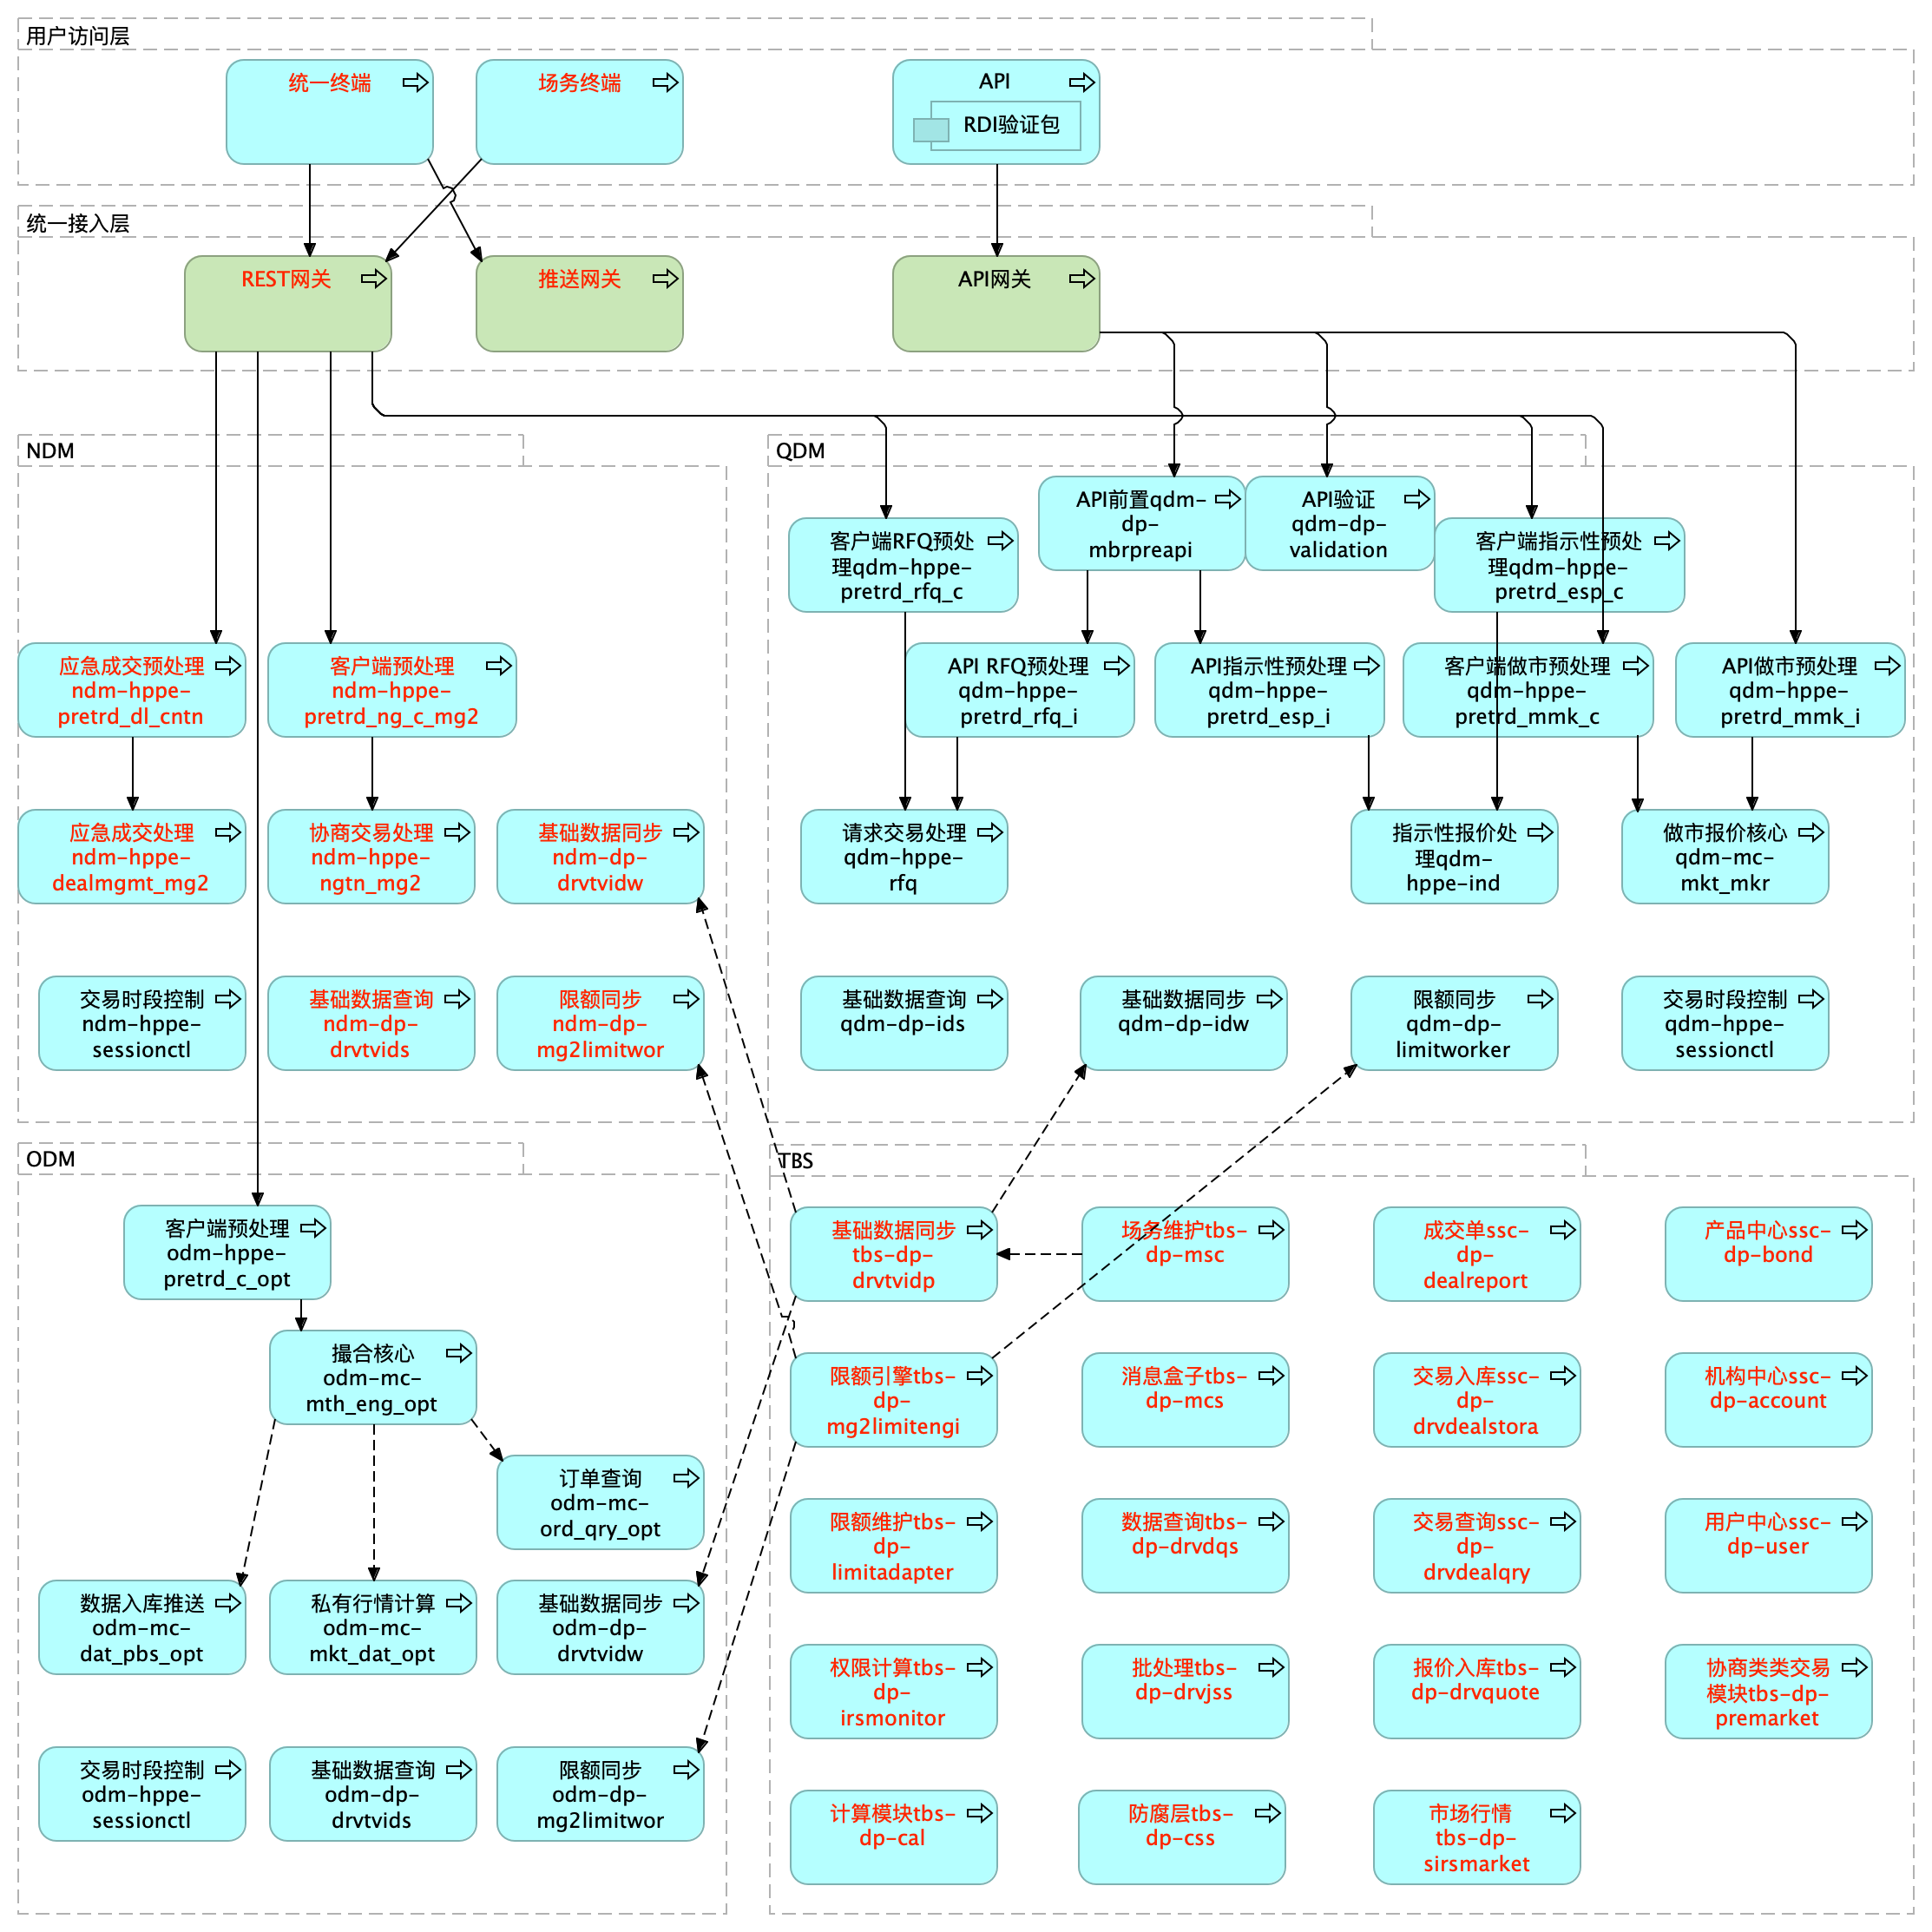 用户访问层
统一终端
场务终端
API
RDI验证包
统一接入层
REST网关
推送网关
API网关
NDM
应急成交预处理
ndm-hppe-
pretrd_dl_cntn
客户端预处理
ndm-hppe-
pretrd_ng_c_mg2
应急成交处理
ndm-hppe-
dealmgmt_mg2
协商交易处理
ndm-hppe-
ngtn_mg2
基础数据同步
ndm-dp-
drvtvidw
交易时段控制
ndm-hppe-
sessionctl
基础数据查询
ndm-dp-
drvtvids
限额同步
ndm-dp-
mg2limitwor
QDM
API前置qdm-
dp-
mbrpreapi
API验证
qdm-dp-
validation
客户端RFQ预处
理qdm-hppe-
pretrd_rfq_c
客户端指示性预处
理qdm-hppe-
pretrd_esp_c
API RFQ预处理
qdm-hppe-
pretrd_rfq_i
API指示性预处理
qdm-hppe-
pretrd_esp_i
客户端做市预处理
qdm-hppe-
pretrd_mmk_c
API做市预处理
qdm-hppe-
pretrd_mmk_i
请求交易处理
qdm-hppe-
rfq
指示性报价处
理qdm-
hppe-ind
做市报价核心
qdm-mc-
mkt_mkr
基础数据查询
qdm-dp-ids
基础数据同步
qdm-dp-idw
限额同步
qdm-dp-
limitworker
交易时段控制
qdm-hppe-
sessionctl
ODM
客户端预处理
odm-hppe-
pretrd_c_opt
撮合核心
odm-mc-
mth_eng_opt
订单查询
odm-mc-
ord_qry_opt
数据入库推送
odm-mc-
dat_pbs_opt
私有行情计算
odm-mc-
mkt_dat_opt
基础数据同步
odm-dp-
drvtvidw
交易时段控制
odm-hppe-
sessionctl
基础数据查询
odm-dp-
drvtvids
限额同步
odm-dp-
mg2limitwor
TBS
基础数据同步
tbs-dp-
drvtvidp
场务维护tbs-
dp-msc
成交单ssc-
dp-
dealreport
产品中心ssc-
dp-bond
限额引擎tbs-
dp-
mg2limitengi
消息盒子tbs-
dp-mcs
交易入库ssc-
dp-
drvdealstora
机构中心ssc-
dp-account
限额维护tbs-
dp-
limitadapter
数据查询tbs-
dp-drvdqs
交易查询ssc-
dp-
drvdealqry
用户中心ssc-
dp-user
权限计算tbs-
dp-
irsmonitor
批处理tbs-
dp-drvjss
报价入库tbs-
dp-drvquote
协商类类交易
模块tbs-dp-
premarket
计算模块tbs-
dp-cal
防腐层tbs-
dp-css
市场行情
tbs-dp-
sirsmarket